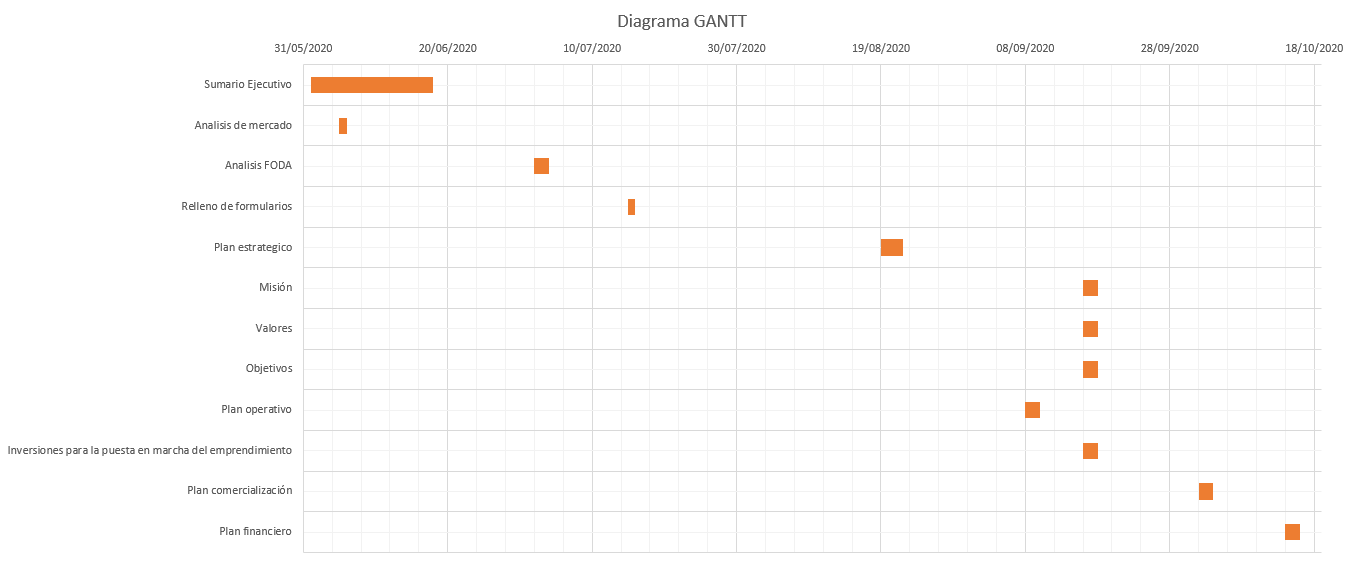 Diagrama GANTT
31/05/2020 20/06/2020 10/07/2020 30/07/2020 19/08/2020 08/09/2020 28/09/2020 18/10/2020
Sumario Ejecutivo
Analisis de mercado
Analisis FODA
Relleno de formularios
Plan estrategico
Misión
Valores
Objetivos
Plan operativo
Inversiones para la puesta en marcha del emprendimiento
Plan comercialización
Plan financiero